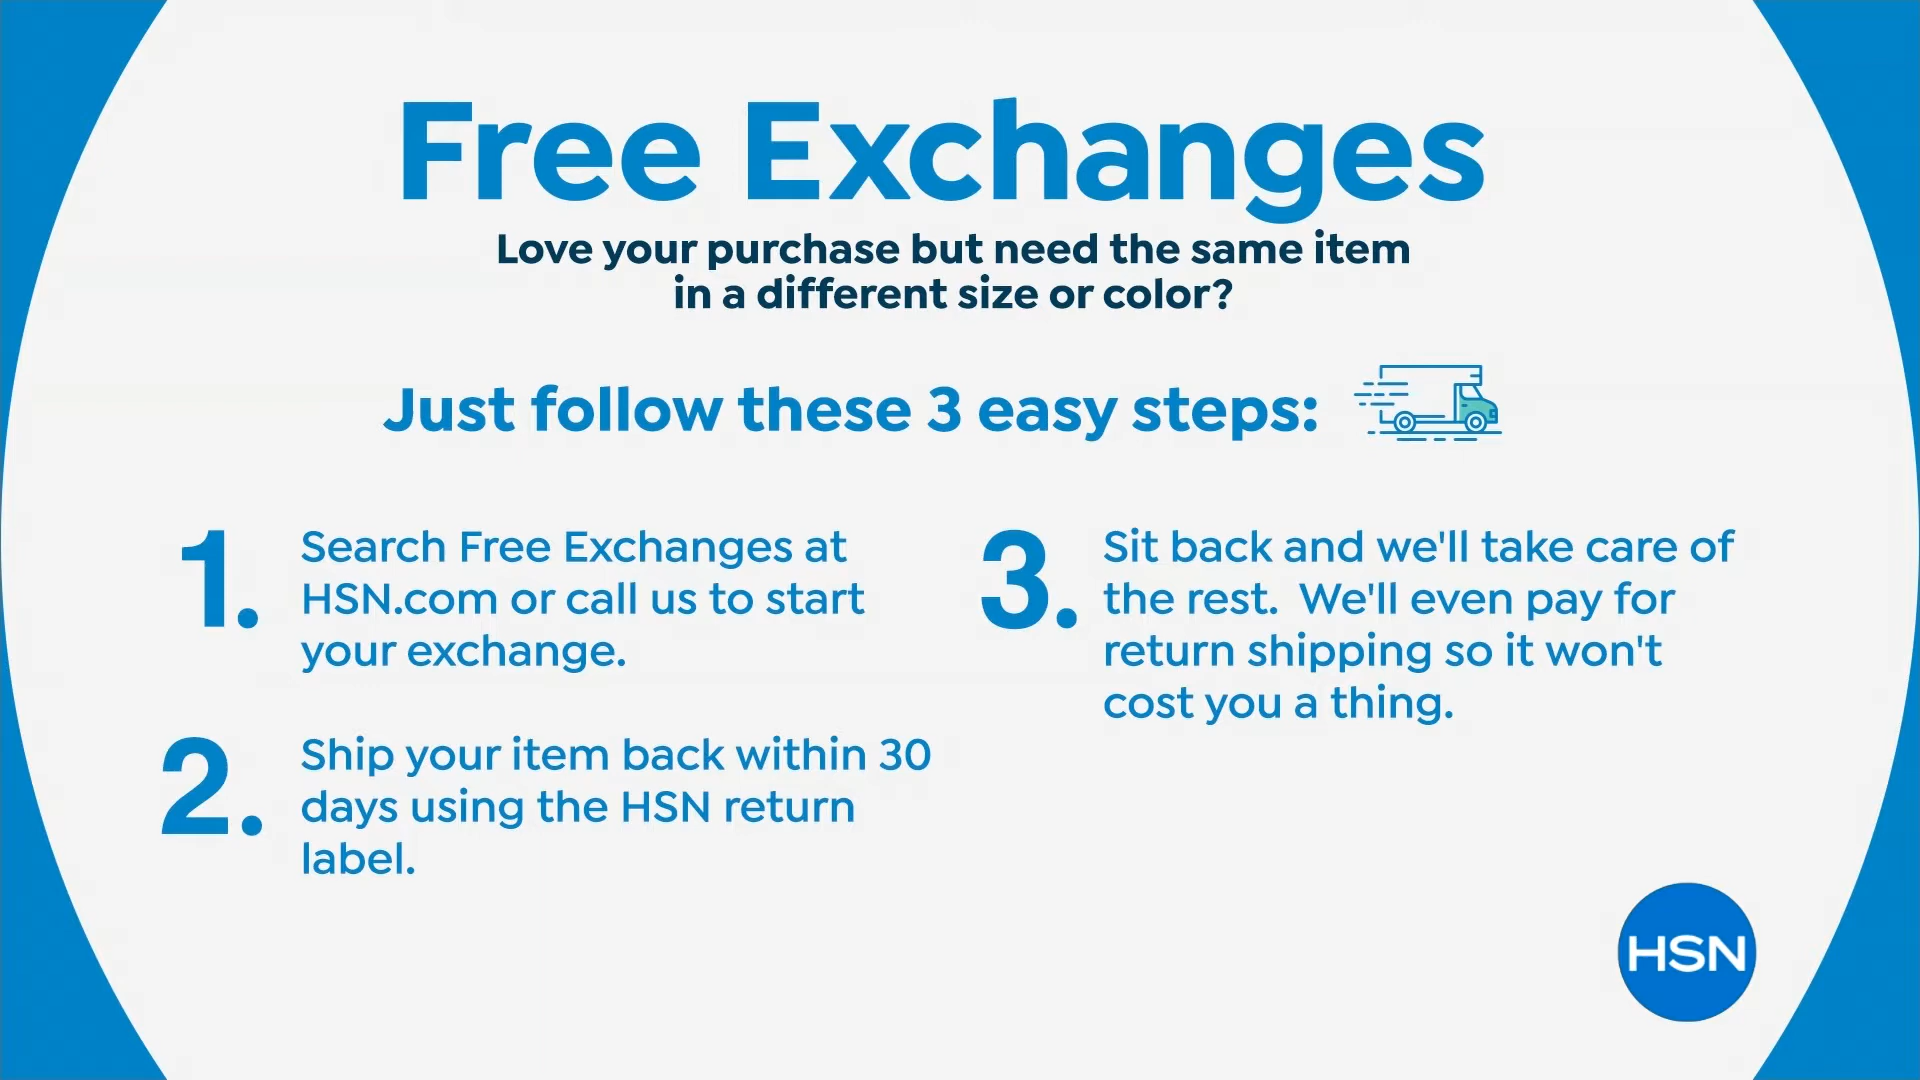 Free Exchanges
Love your purchase but need the same item
in a different size or color?
Just follow these 3 easy steps:
1.
Search Free Exchanges at
HSN.com or call us to start
your exchange.
2.
Ship your item back within 30
days using the HSN return
label.
3.
Sit back and we'll take care of
the rest.  We'll even pay for
return shipping so it won't
cost you a thing.
HSN